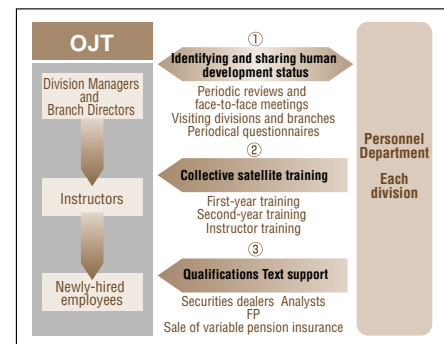 OJT
Division Managers
and
Branch Directors
Instructors
Newly-hired
employees
①
Identifying and sharing human
development status
Periodic reviews and
face-to-face meetings
Visiting divisions and branches
Periodical questionnaires
②
Collective satellite training
First-year training
Second-year training
Instructor training
③
Qualifications Text support
Securities dealers Analysts
FP
Sale of variable pension insurance
Personnel
Department
Each
division